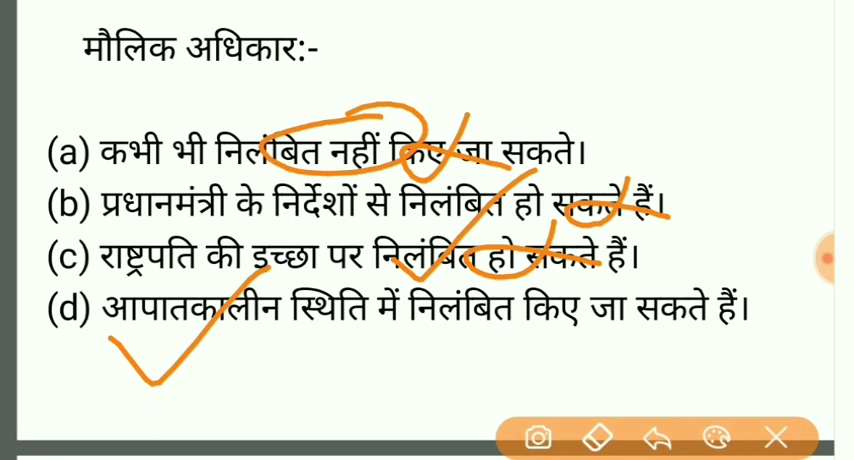 मौलिक अधिकार:-
(a) कभी भी निलंबित नहीं किए जा सकते।
(b) प्रधानमंत्री के निर्देशों से निलंबित हो सकते हैं।
(c) राष्ट्रपति की इच्छा पर निलंबित हो सकते हैं।
(d) आपातकालीन स्थिति में निलंबित किए जा सकते हैं।